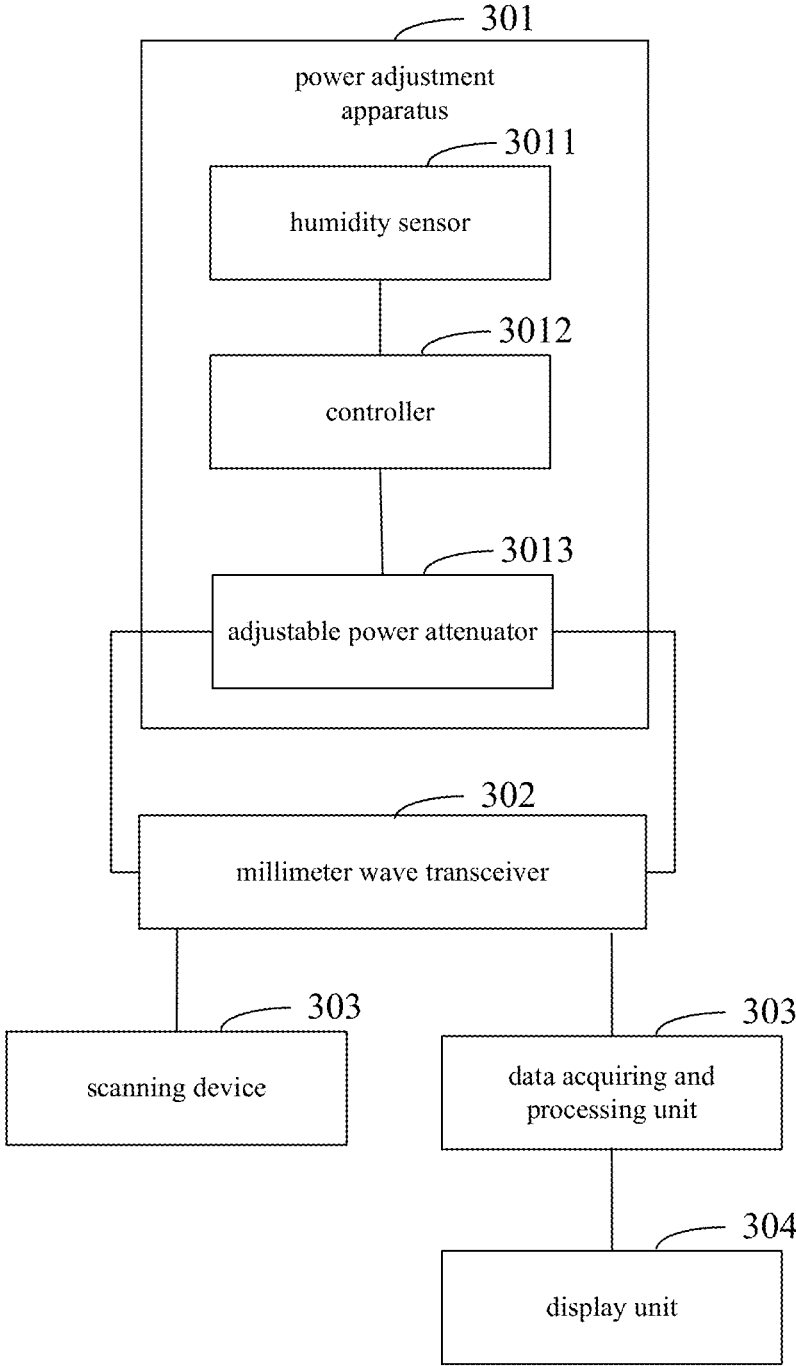 301
power adjustment
apparatus
3011
humidity sensor
3012
controller
3013
adjustable power attenuator
302
millimeter wave transceiver
303
scanning device
303
data acquiring and
processing unit
304
display unit